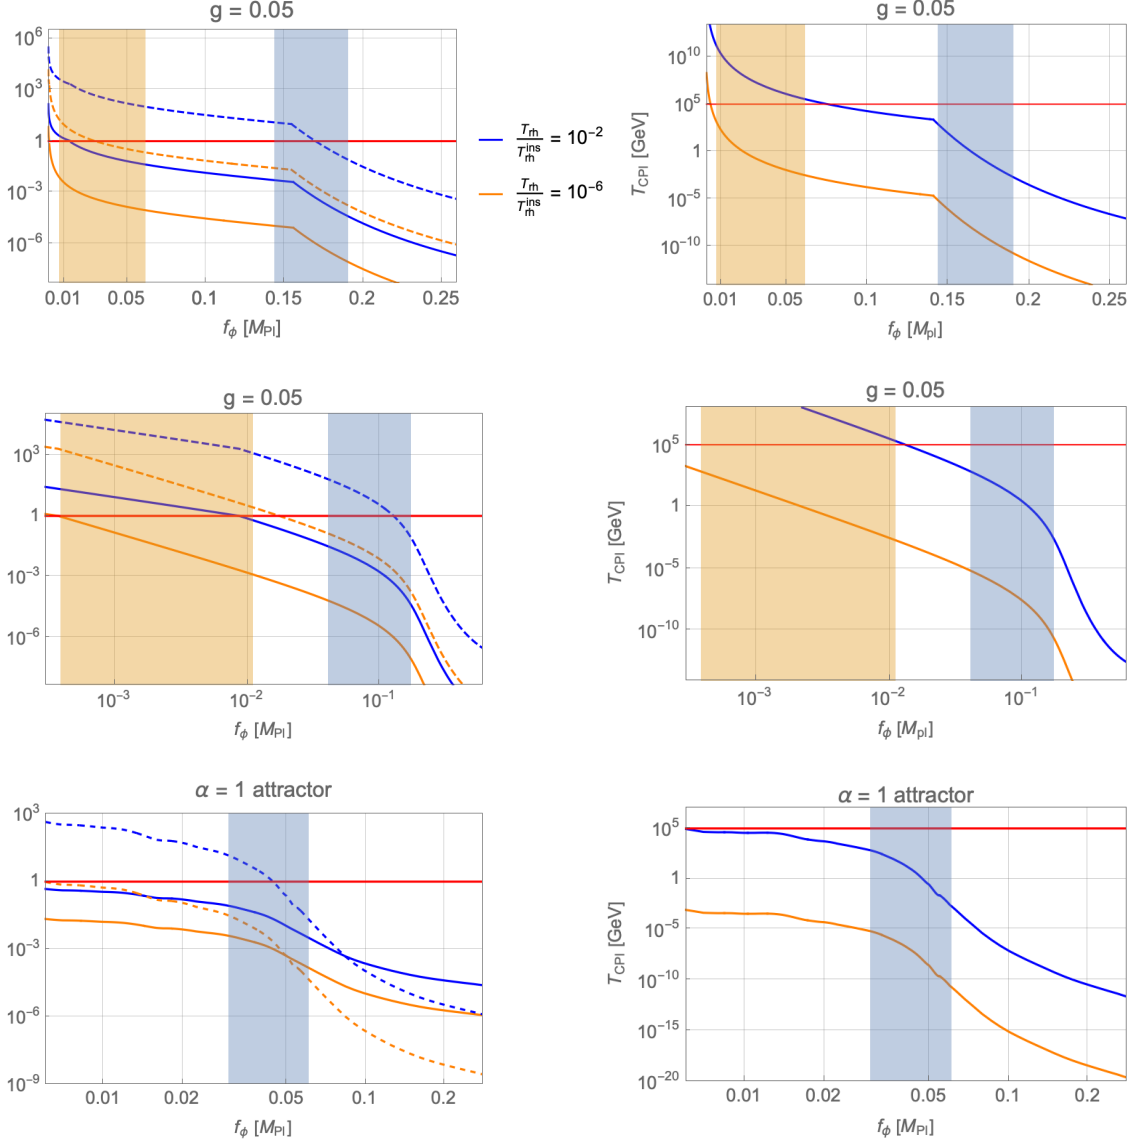 g = 0.05
10^6
10^3
1
10^-3
10^-6
0.01 0.05 0.1 0.15 0.2 0.25
f_ϕ [M_Pl]
T_rh / T_rh^ins = 10^-2
T_rh / T_rh^ins = 10^-6
g = 0.05
T_CPI [GeV]
10^10
10^5
1
10^-5
10^-10
0.01 0.05 0.1 0.15 0.2 0.25
f_ϕ [M_pl]
g = 0.05
10^3
1
10^-3
10^-6
10^-3 10^-2 10^-1
f_ϕ [M_Pl]
g = 0.05
T_CPI [GeV]
10^5
1
10^-5
10^-10
10^-3 10^-2 10^-1
f_ϕ [M_pl]
α = 1 attractor
10^3
1
10^-3
10^-6
10^-9
0.01 0.02 0.05 0.1 0.2
f_ϕ [M_Pl]
α = 1 attractor
T_CPI [GeV]
10^5
1
10^-5
10^-10
10^-15
10^-20
0.01 0.02 0.05 0.1 0.2
f_ϕ [M_Pl]